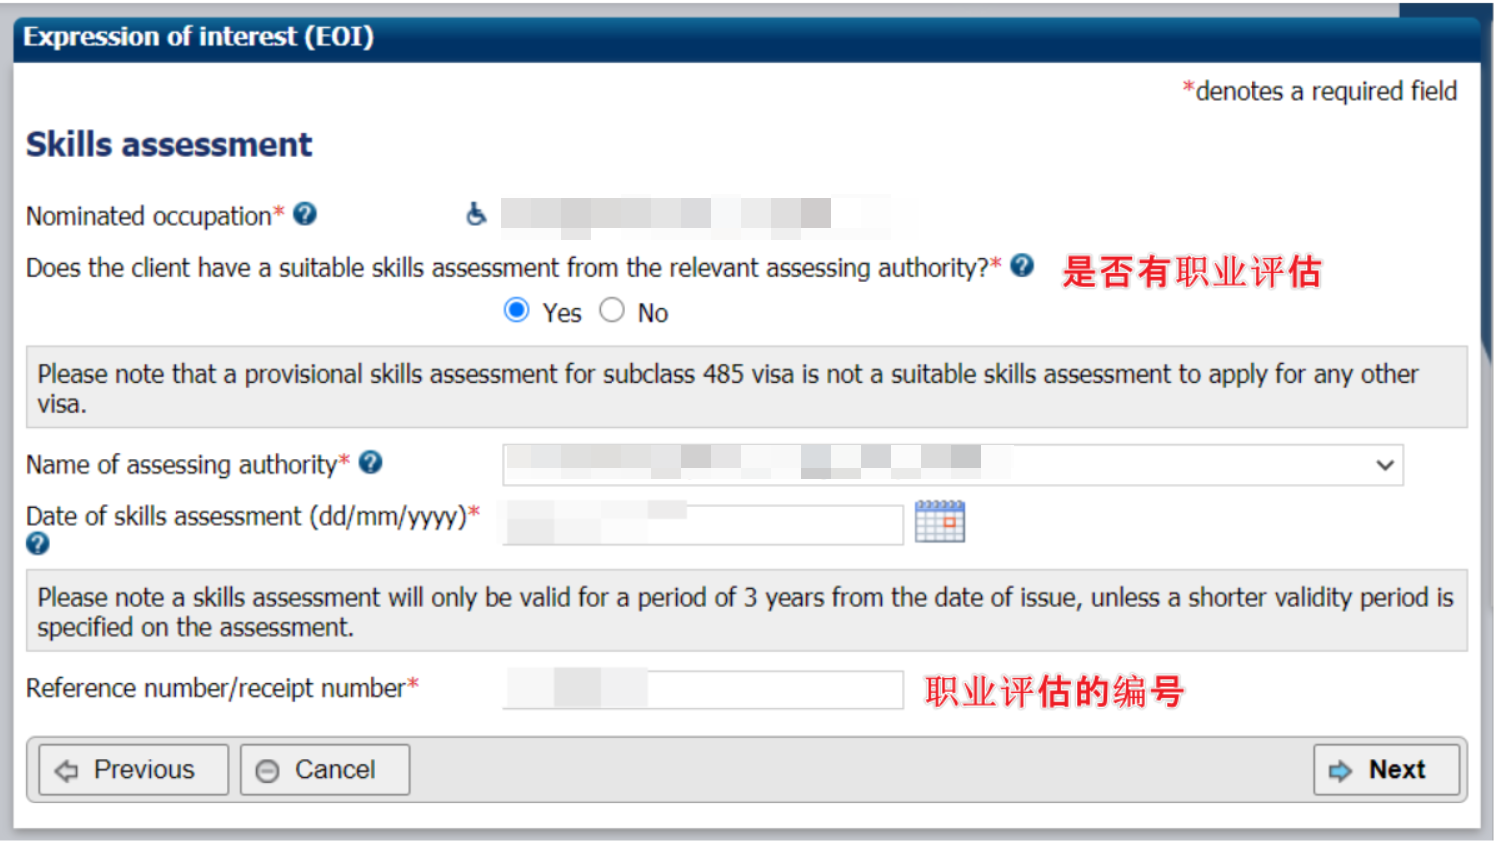 Expression of interest (EOI)
*denotes a required field
Skills assessment
Nominated occupation*
Does the client have a suitable skills assessment from the relevant assessing authority?* 是否有职业评估
Yes No
Please note that a provisional skills assessment for subclass 485 visa is not a suitable skills assessment to apply for any other
visa.
Name of assessing authority*
Date of skills assessment (dd/mm/yyyy)*
Please note a skills assessment will only be valid for a period of 3 years from the date of issue, unless a shorter validity period is
specified on the assessment.
Reference number/receipt number* 职业评估的编号
Previous Cancel Next